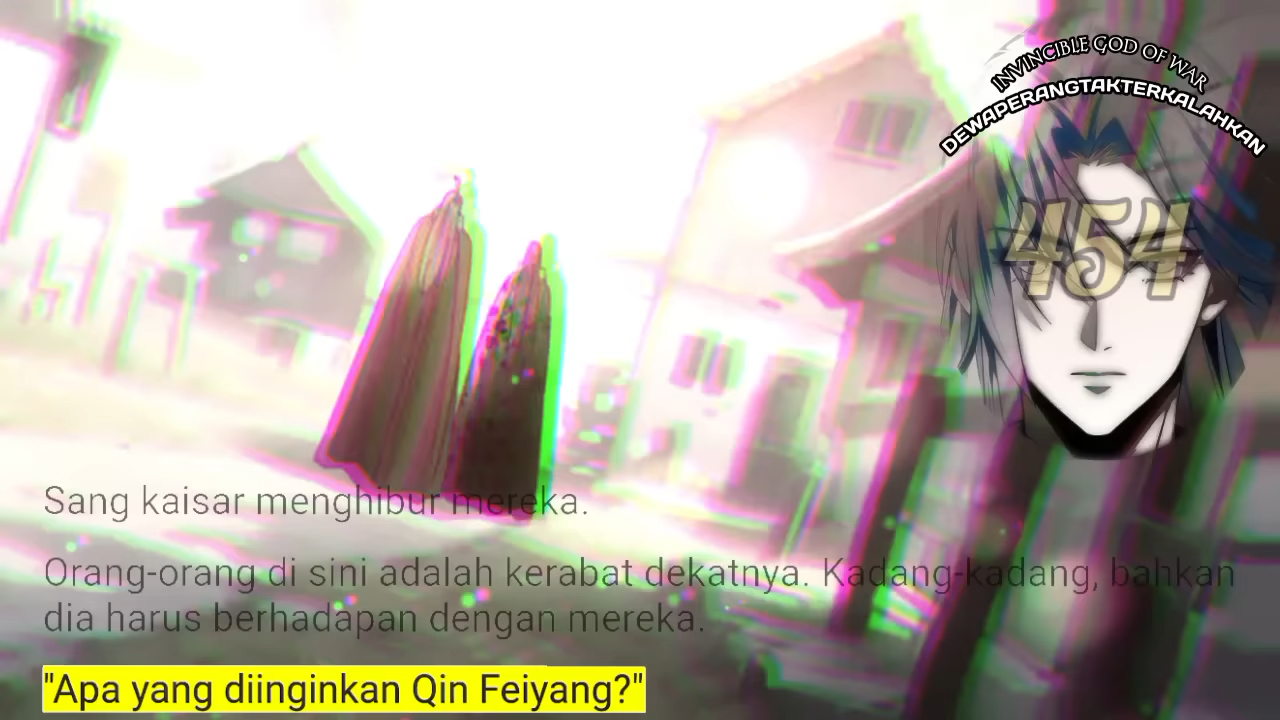 INVINCIBLE GOD OF WAR
DEWAPERANGTAKTERKALAHKAN
454
Sang kaisar menghibur mereka.
Orang-orang di sini adalah kerabat dekatnya. Kadang-kadang, bahkan
dia harus berhadapan dengan mereka.
"Apa yang diinginkan Qin Feiyang?"